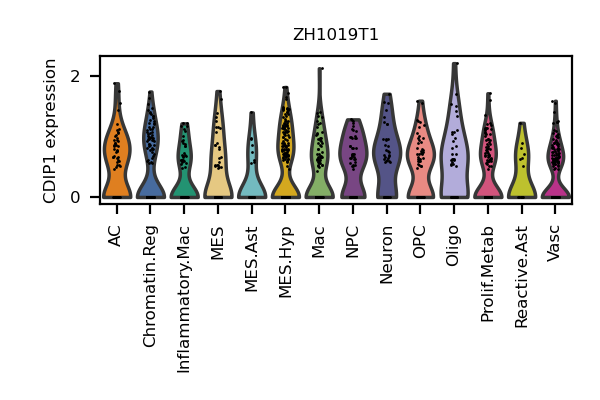 ZH1019T1
CDIP1 expression
2
0
AC
Chromatin.Reg
Inflammatory.Mac
MES
MES.Ast
MES.Hyp
Mac
NPC
Neuron
OPC
Oligo
Prolif.Metab
Reactive.Ast
Vasc